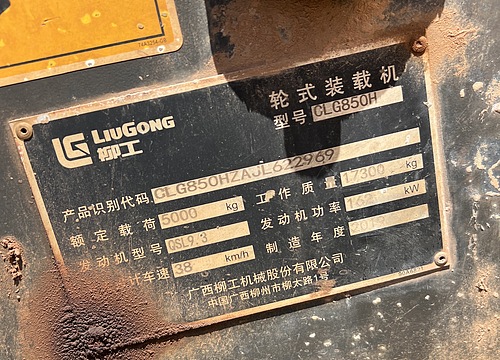 LIUGONG
柳工
轮式装载机
型号 CLG850H
产品识别代码 CLG850HZAJL622969
额定载荷 5000 kg 工作质量 17300 kg
发动机型号 QSL9.3 发动机功率 162 kW
计车速 38 km/h 制造年度
广西柳工机械股份有限公司
中国广西柳州市柳太路1号